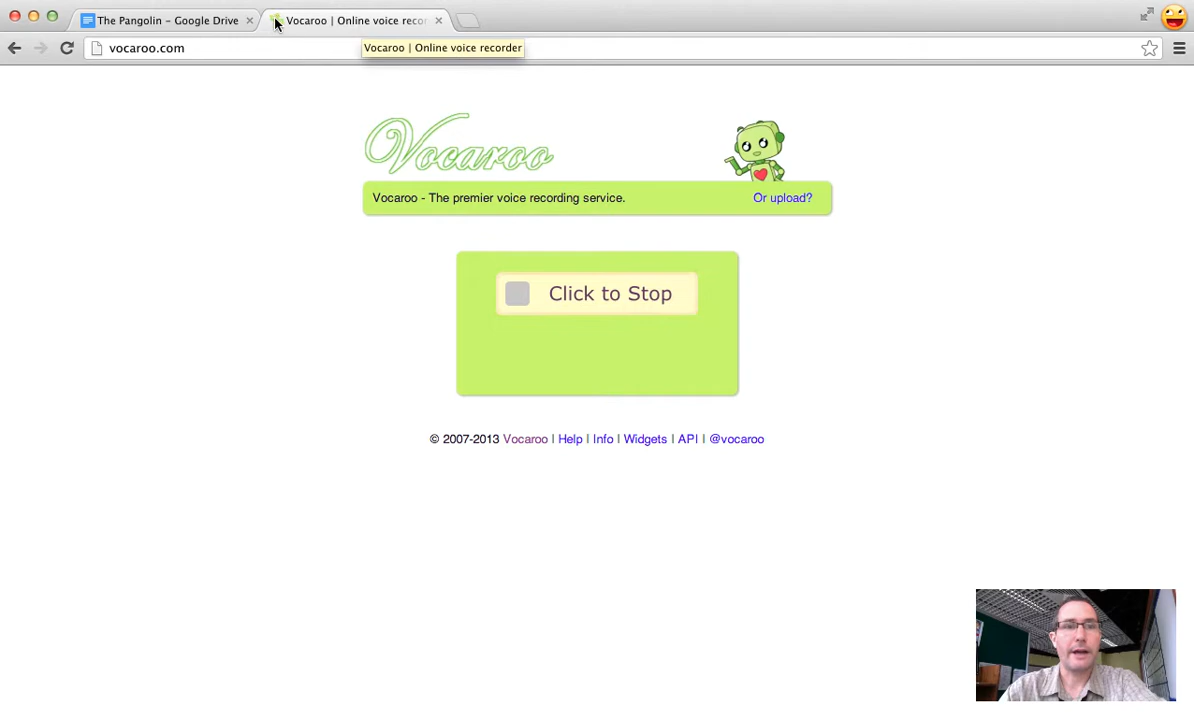 The Pangolin - Google Drive
Vocaroo | Online voice reco
vocaroo.com
Vocaroo | Online voice recorder
Vocaroo
Vocaroo - The premier voice recording service. Or upload?
Click to Stop
© 2007-2013 Vocaroo | Help | Info | Widgets | API | @vocaroo